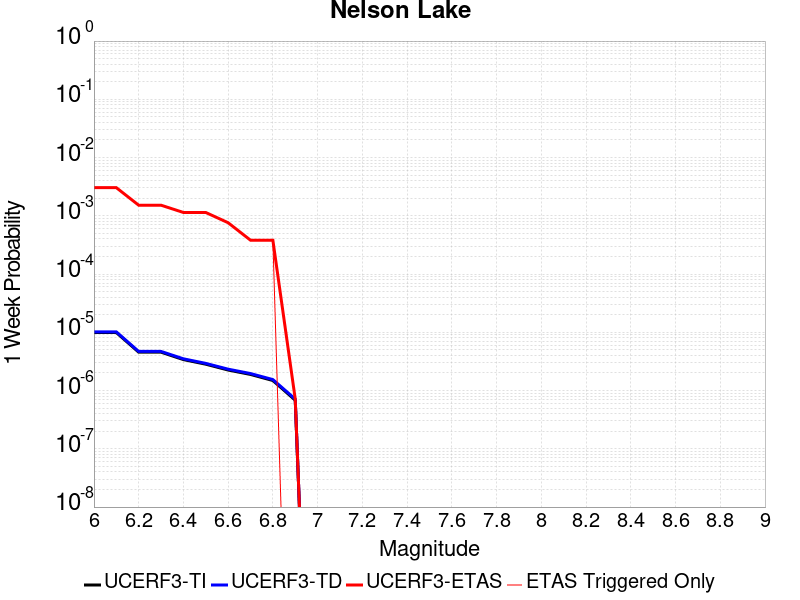 Nelson Lake
10^0
10^-1
10^-2
10^-3
10^-4
10^-5
10^-6
10^-7
10^-8
1 Week Probability
6 6.2 6.4 6.6 6.8 7 7.2 7.4 7.6 7.8 8 8.2 8.4 8.6 8.8 9
Magnitude
UCERF3-TI UCERF3-TD UCERF3-ETAS ETAS Triggered Only